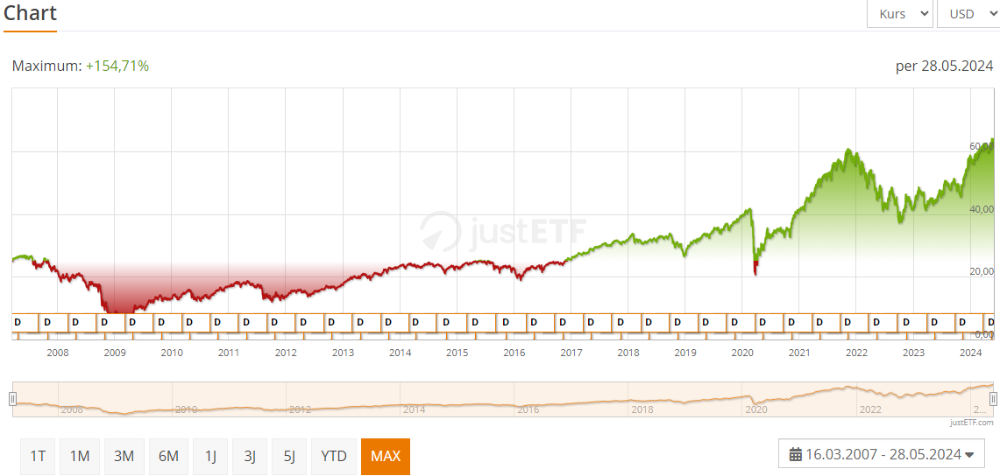 Chart
Kurs USD
Maximum: +154,71% per 28.05.2024
justETF
60,00
40,00
20,00
D D D D D D D D D D D D D D D D D D D D D D D D D D D D D D D D D D D
0,00
2008 2009 2010 2011 2012 2013 2014 2015 2016 2017 2018 2019 2020 2021 2022 2023 2024
2008 2010 2012 2014 2016 2018 2020 2022 2...
justETF.com
1T 1M 3M 6M 1J 3J 5J YTD MAX
16.03.2007 - 28.05.2024